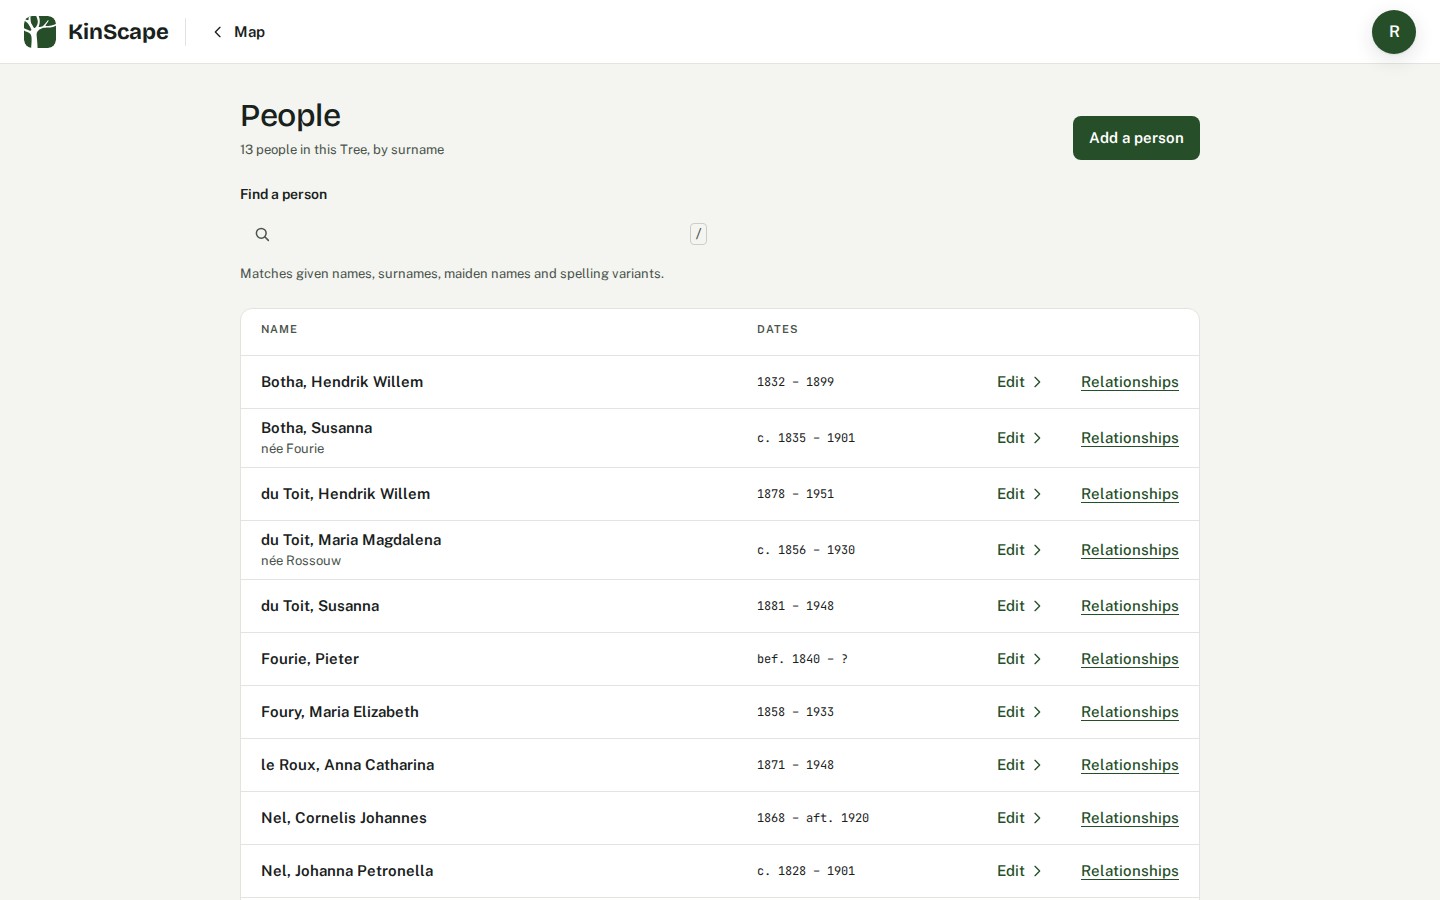 KinScape
Map
R
People
13 people in this Tree, by surname
Add a person
Find a person
/
Matches given names, surnames, maiden names and spelling variants.
NAME DATES
Botha, Hendrik Willem 1832 – 1899 Edit Relationships
Botha, Susanna
née Fourie
c. 1835 – 1901 Edit Relationships
du Toit, Hendrik Willem 1878 – 1951 Edit Relationships
du Toit, Maria Magdalena
née Rossouw
c. 1856 – 1930 Edit Relationships
du Toit, Susanna 1881 – 1948 Edit Relationships
Fourie, Pieter bef. 1840 – ? Edit Relationships
Foury, Maria Elizabeth 1858 – 1933 Edit Relationships
le Roux, Anna Catharina 1871 – 1948 Edit Relationships
Nel, Cornelis Johannes 1868 – aft. 1920 Edit Relationships
Nel, Johanna Petronella c. 1828 – 1901 Edit Relationships